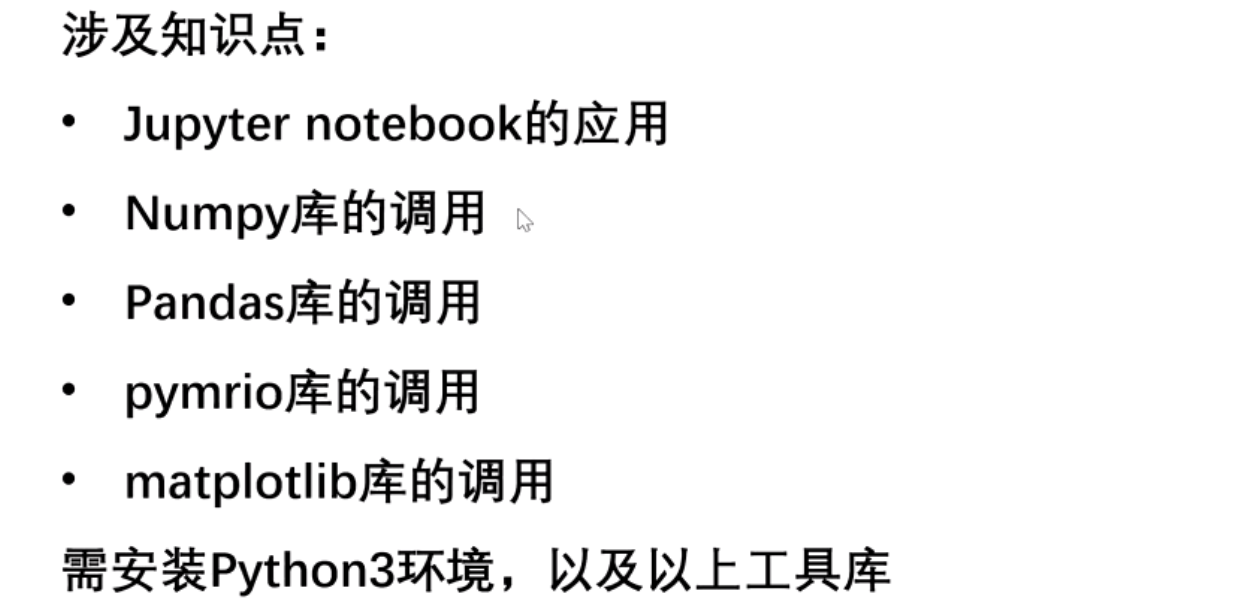 涉及知识点：
• Jupyter notebook的应用
• Numpy库的调用
• Pandas库的调用
• pymrio库的调用
• matplotlib库的调用
需安装Python3环境，以及以上工具库